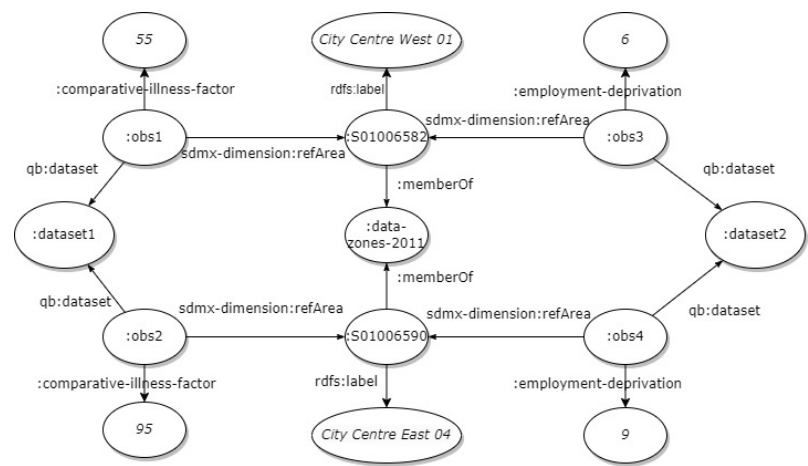 55
City Centre West 01
6
:comparative-illness-factor
rdfs:label
:employment-deprivation
:obs1
sdmx-dimension:refArea
:S01006582
sdmx-dimension:refArea
:obs3
qb:dataset
:memberOf
qb:dataset
:dataset1
:data-
zones-2011
:dataset2
qb:dataset
:memberOf
qb:dataset
:obs2
sdmx-dimension:refArea
:S01006590
sdmx-dimension:refArea
:obs4
:comparative-illness-factor
rdfs:label
:employment-deprivation
95
City Centre East 04
9